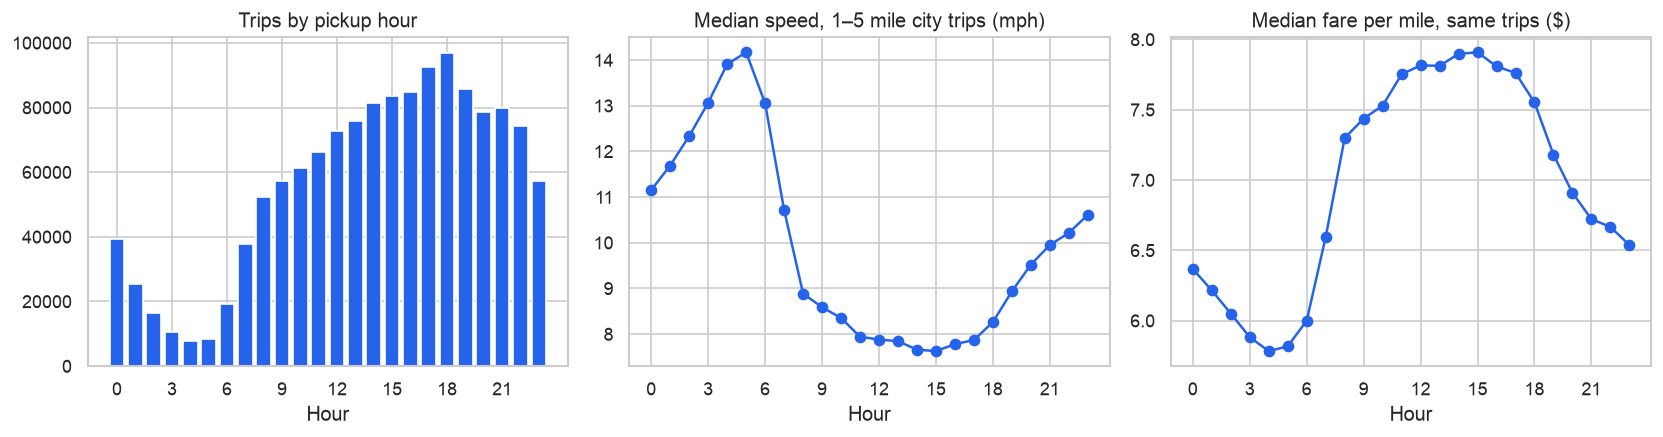 Trips by pickup hour
100000
80000
60000
40000
20000
0
0 3 6 9 12 15 18 21
Hour
Median speed, 1–5 mile city trips (mph)
14
13
12
11
10
9
8
0 3 6 9 12 15 18 21
Hour
Median fare per mile, same trips ($)
8.0
7.5
7.0
6.5
6.0
0 3 6 9 12 15 18 21
Hour